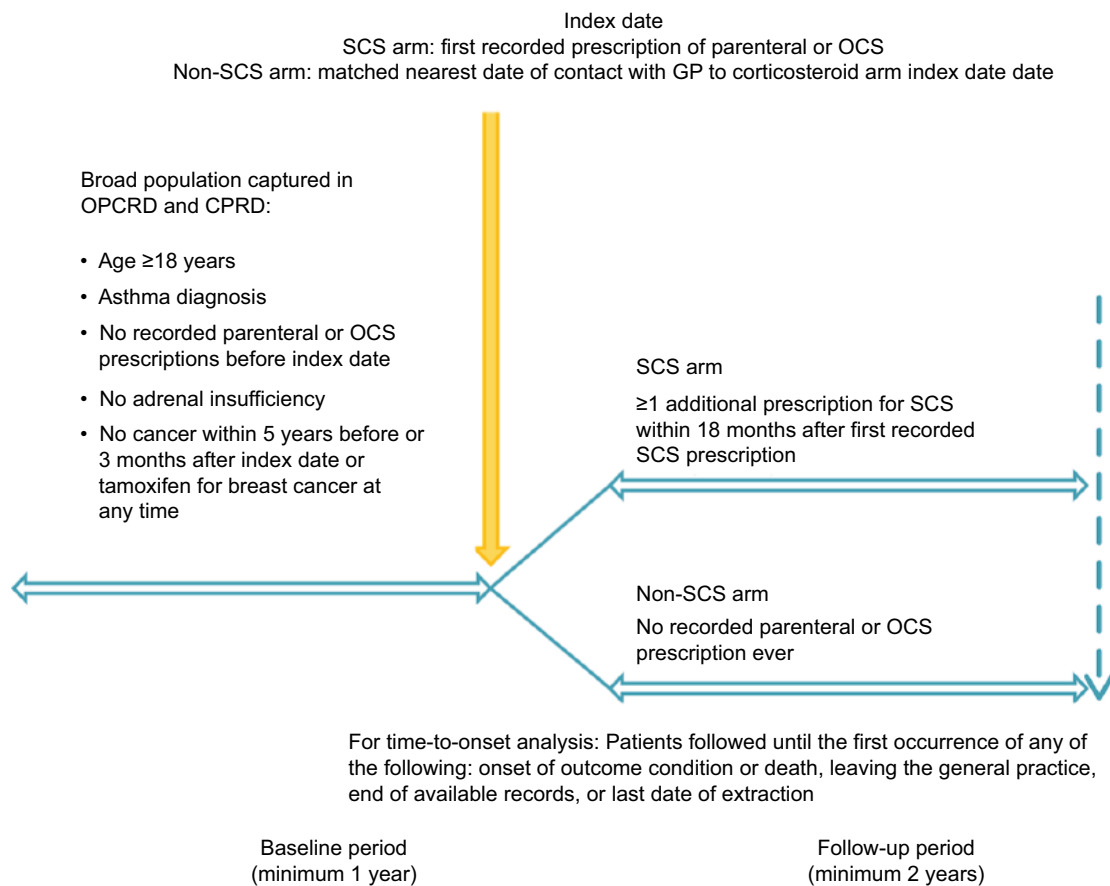 Index date
SCS arm: first recorded prescription of parenteral or OCS
Non-SCS arm: matched nearest date of contact with GP to corticosteroid arm index date date
Broad population captured in
OPCRD and CPRD:
• Age ≥18 years
• Asthma diagnosis
• No recorded parenteral or OCS
prescriptions before index date
• No adrenal insufficiency
• No cancer within 5 years before or
3 months after index date or
tamoxifen for breast cancer at
any time
SCS arm
≥1 additional prescription for SCS
within 18 months after first recorded
SCS prescription
Non-SCS arm
No recorded parenteral or OCS
prescription ever
For time-to-onset analysis: Patients followed until the first occurrence of any of
the following: onset of outcome condition or death, leaving the general practice,
end of available records, or last date of extraction
Baseline period
(minimum 1 year)
Follow-up period
(minimum 2 years)